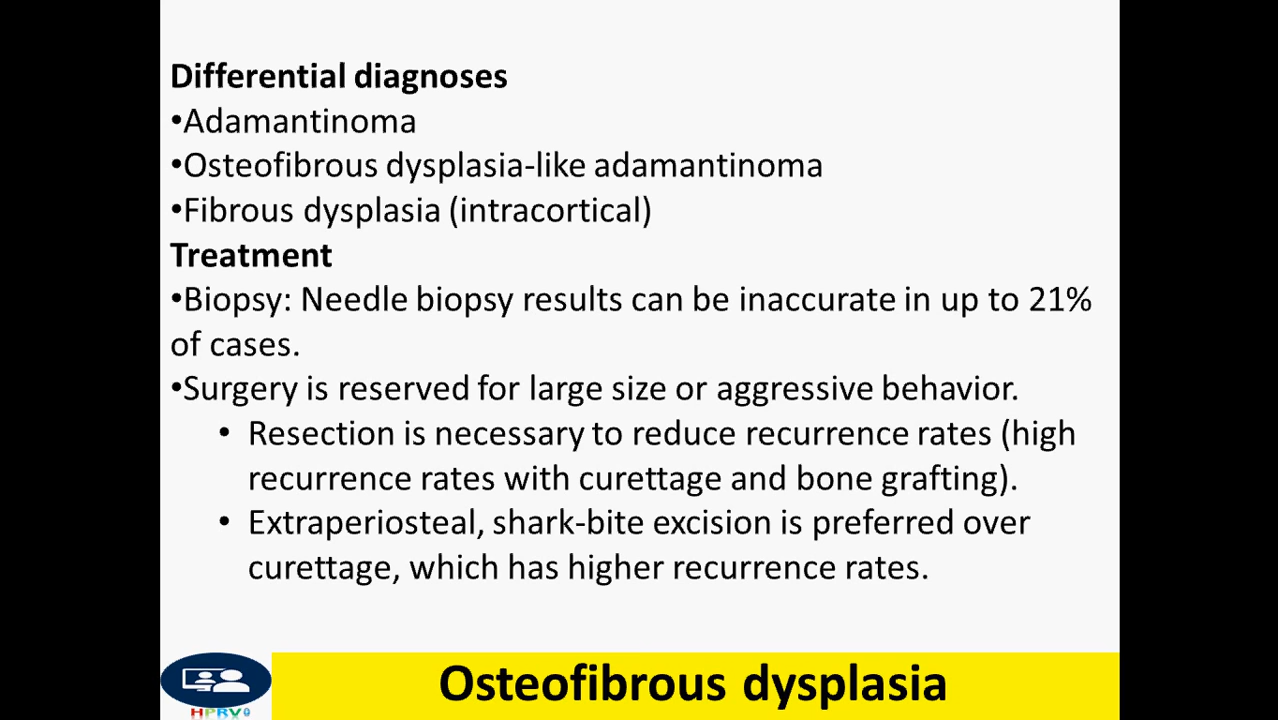 Differential diagnoses
•Adamantinoma
•Osteofibrous dysplasia-like adamantinoma
•Fibrous dysplasia (intracortical)
Treatment
•Biopsy: Needle biopsy results can be inaccurate in up to 21%
of cases.
•Surgery is reserved for large size or aggressive behavior.
• Resection is necessary to reduce recurrence rates (high
recurrence rates with curettage and bone grafting).
• Extraperiosteal, shark-bite excision is preferred over
curettage, which has higher recurrence rates.
HPRV
Osteofibrous dysplasia